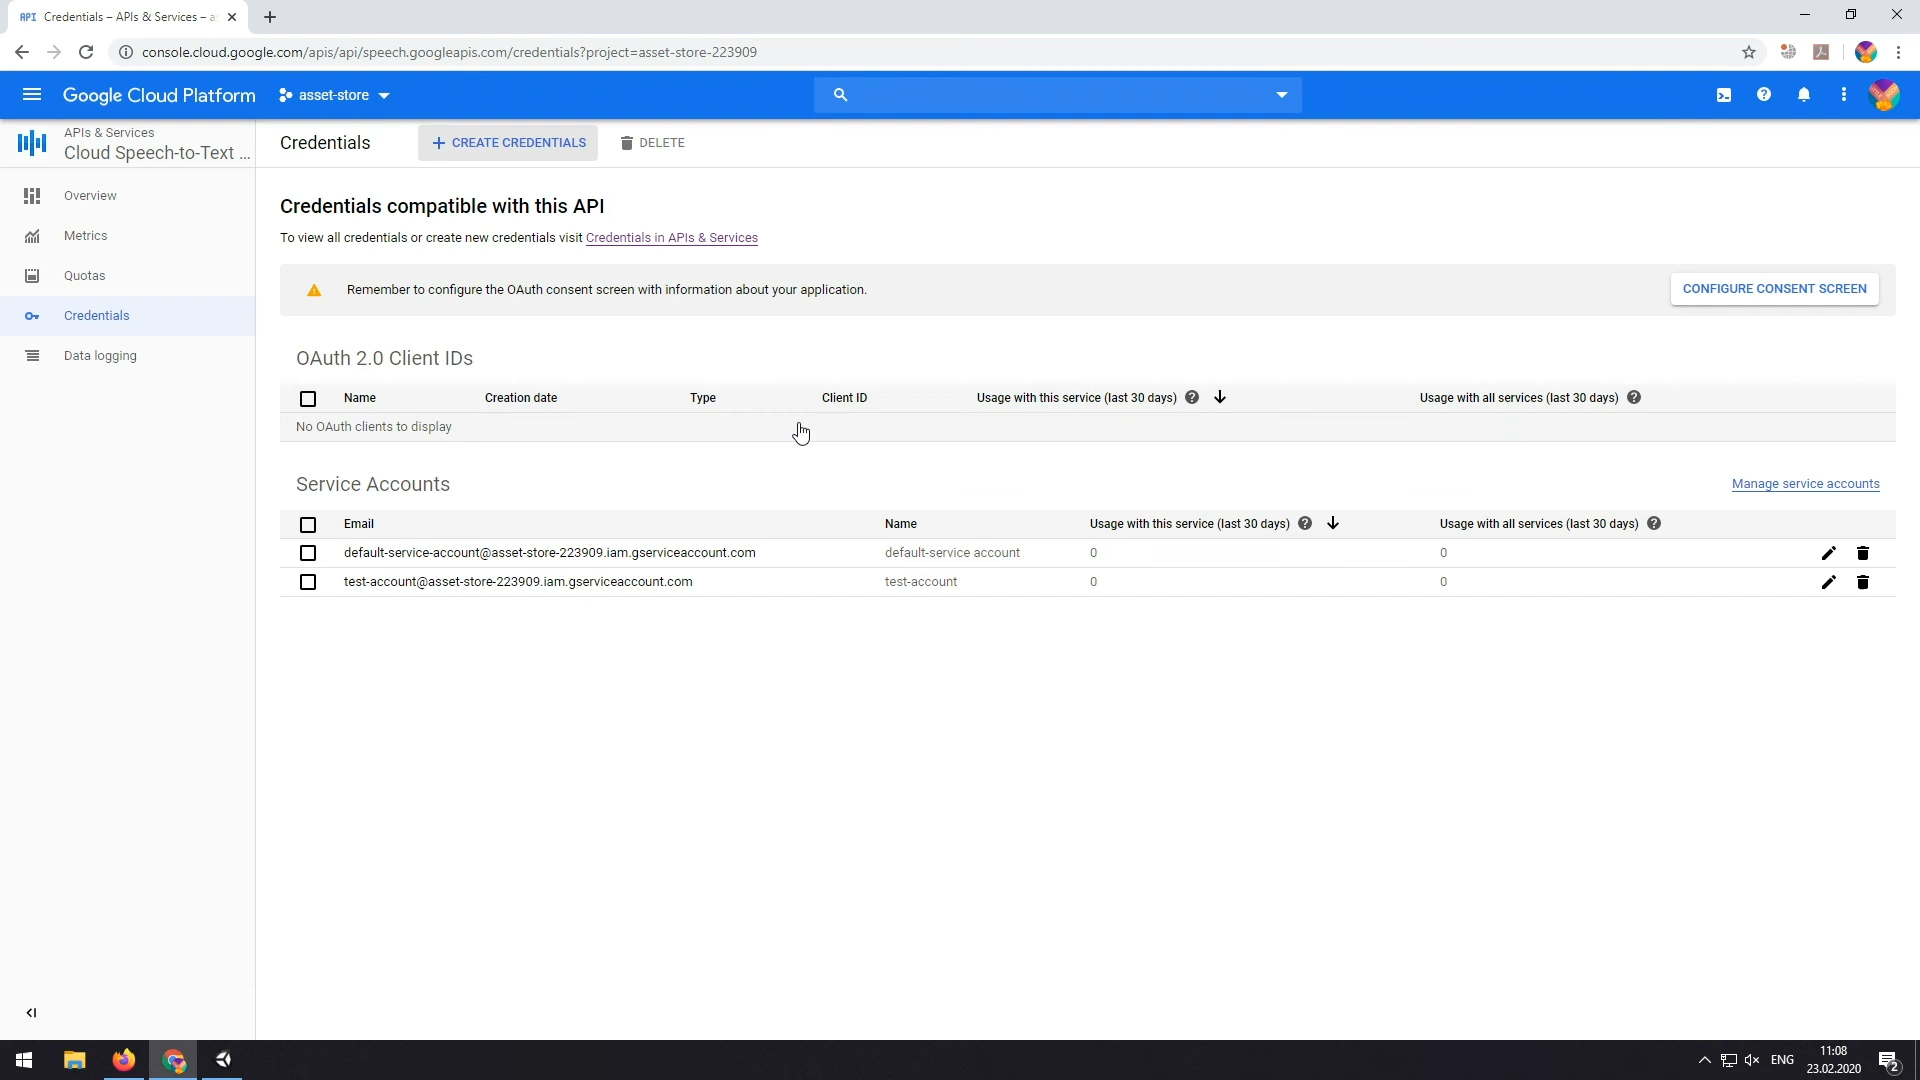 API Credentials – APIs & Services – as
console.cloud.google.com/apis/api/speech.googleapis.com/credentials?project=asset-store-223909
Google Cloud Platform
asset-store
APIs & Services
Cloud Speech-to-Text ...
Credentials
CREATE CREDENTIALS
DELETE
Overview
Metrics
Quotas
Credentials
Data logging
Credentials compatible with this API
To view all credentials or create new credentials visit Credentials in APIs & Services
Remember to configure the OAuth consent screen with information about your application.
CONFIGURE CONSENT SCREEN
OAuth 2.0 Client IDs
Name Creation date Type Client ID Usage with this service (last 30 days) Usage with all services (last 30 days)
No OAuth clients to display
Service Accounts
Manage service accounts
Email Name Usage with this service (last 30 days) Usage with all services (last 30 days)
default-service-account@asset-store-223909.iam.gserviceaccount.com default-service account 0 0
test-account@asset-store-223909.iam.gserviceaccount.com test-account 0 0
ENG
11:08
23.02.2020
2